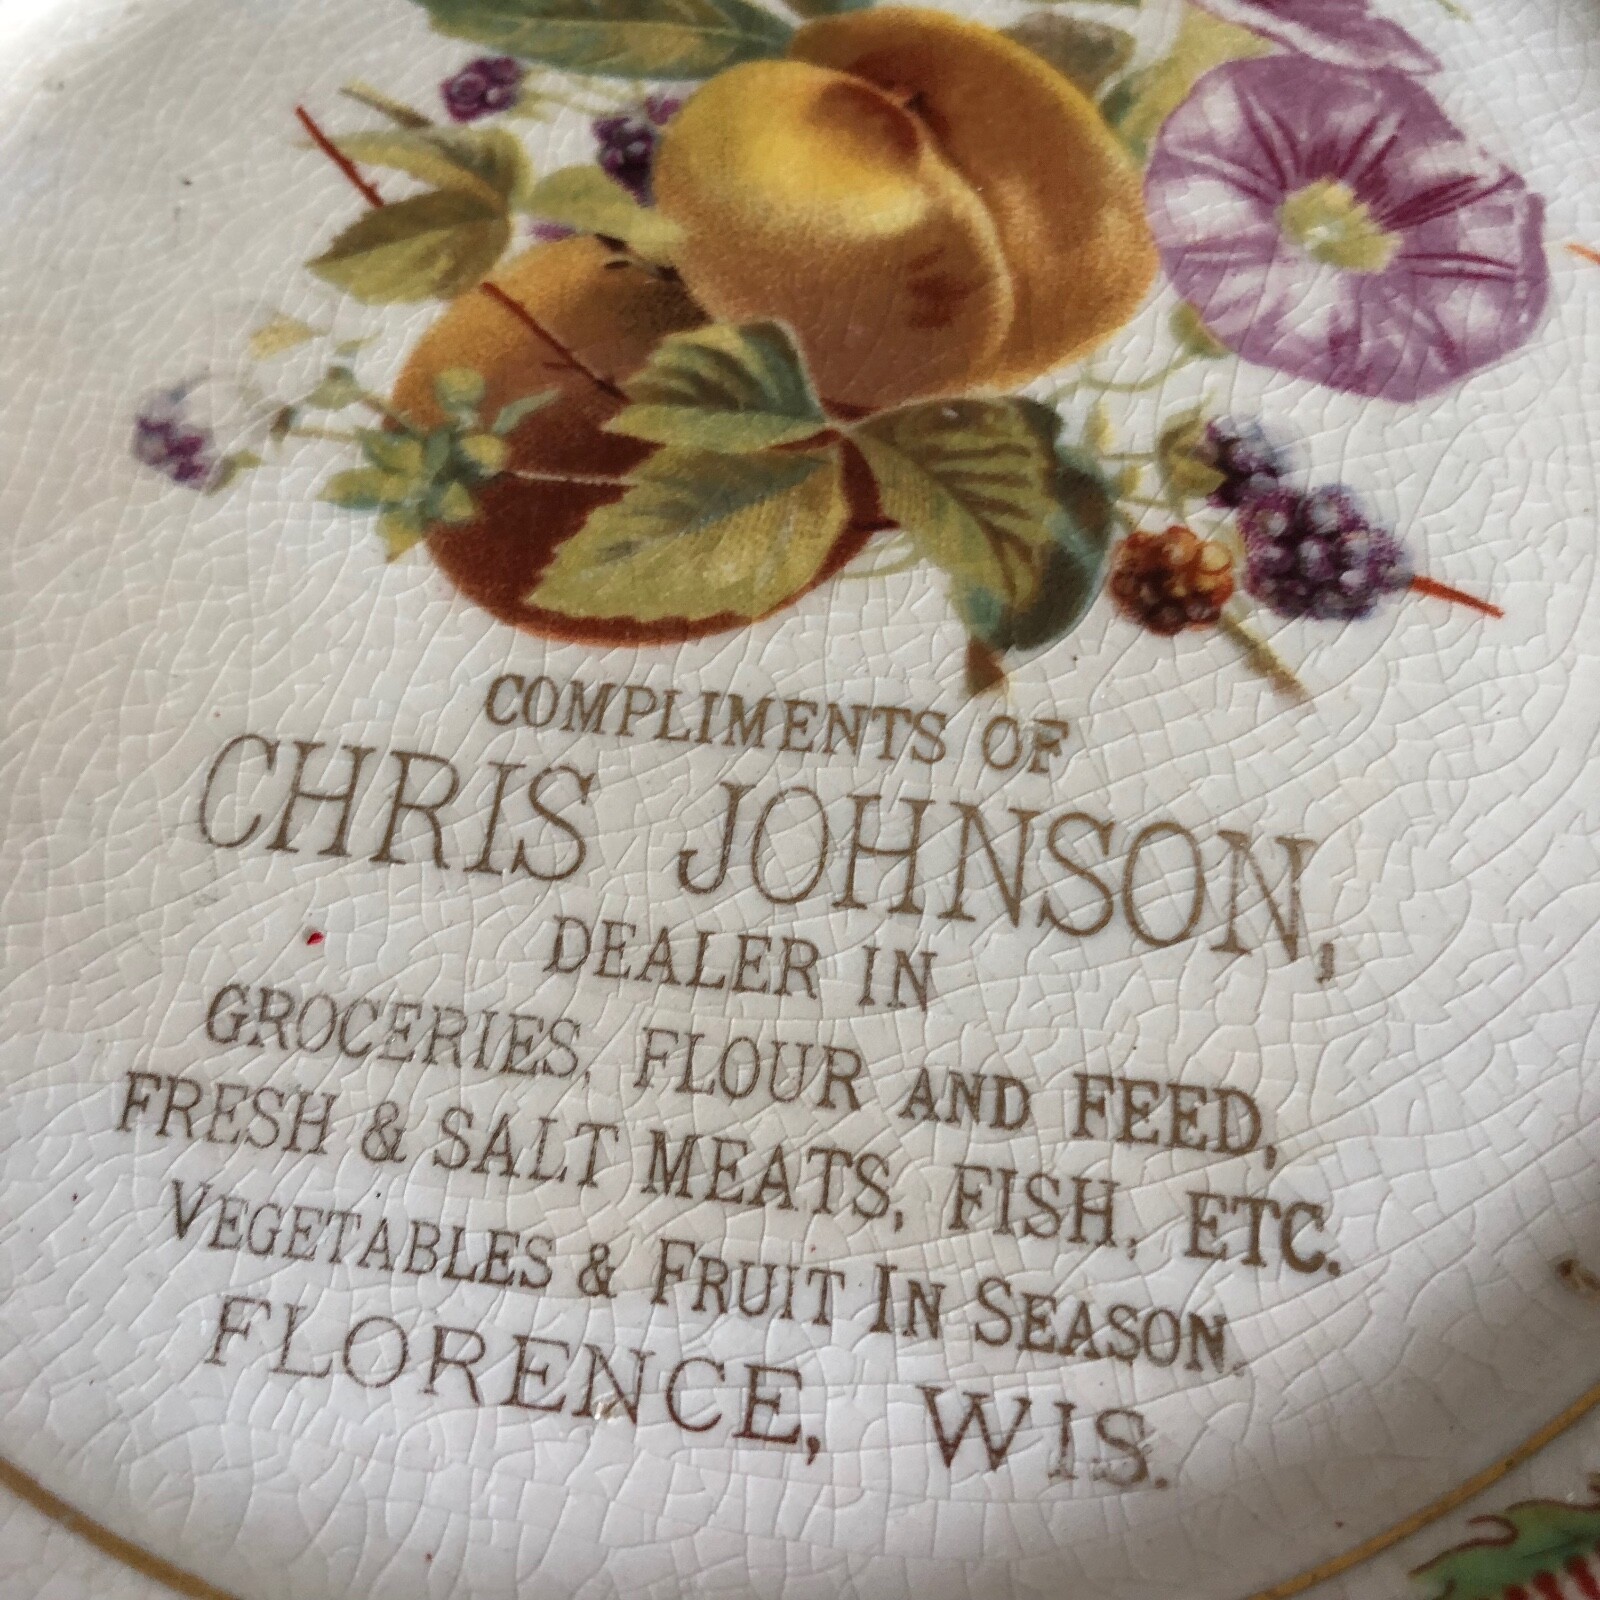 COMPLIMENTS OF
CHRIS JOHNSON,
DEALER IN
GROCERIES, FLOUR AND FEED,
FRESH & SALT MEATS, FISH, ETC.
VEGETABLES & FRUIT IN SEASON.
FLORENCE, WIS.